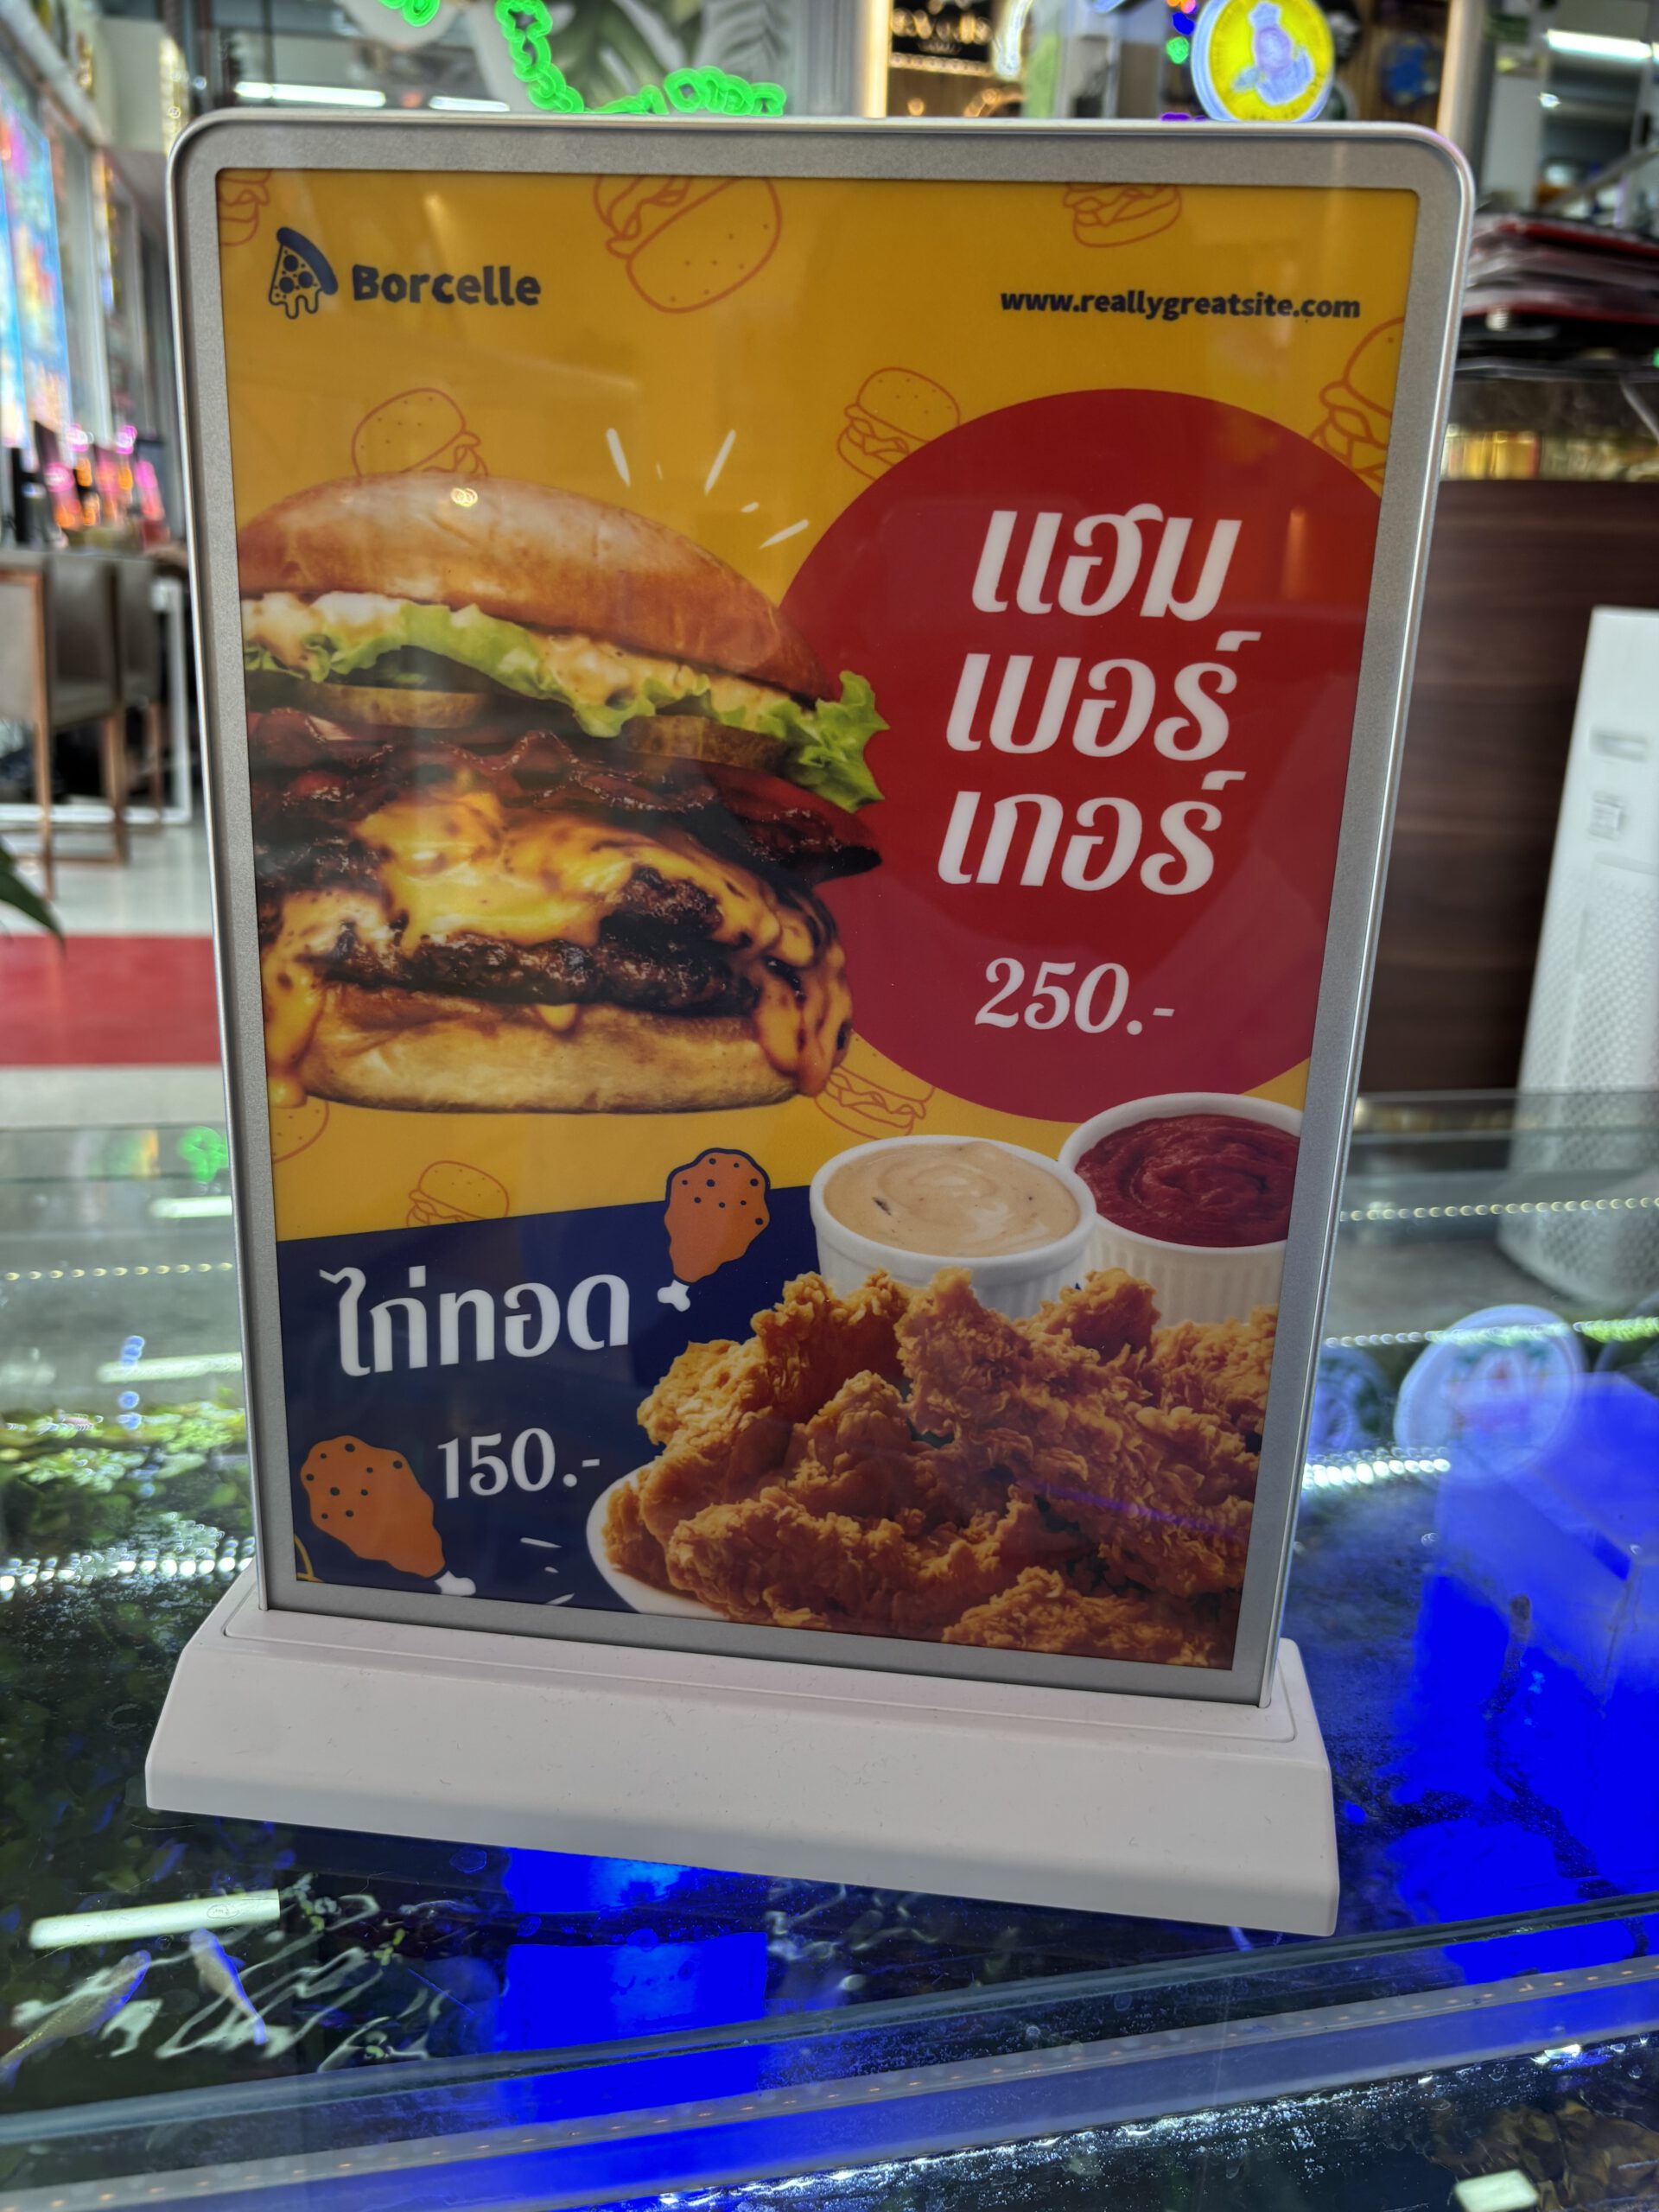 Borcelle
www.reallygreatsite.com
แฮม
เบอร์
เกอร์
250.-
ไก่ทอด
150.-